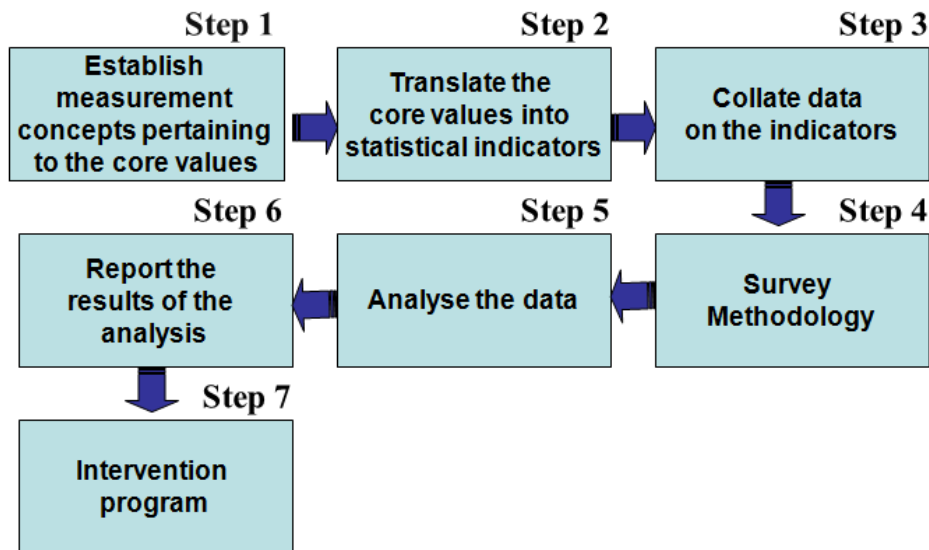 Step 1
Establish
measurement
concepts pertaining
to the core values
Step 2
Translate the
core values into
statistical indicators
Step 3
Collate data
on the indicators
Step 4
Survey
Methodology
Step 5
Analyse the data
Step 6
Report the
results of the
analysis
Step 7
Intervention
program